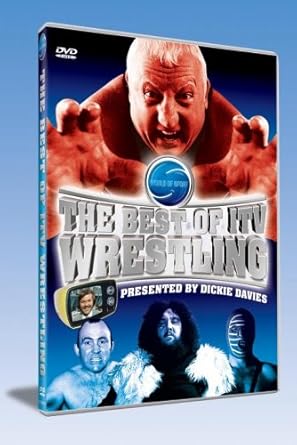 DVD
WORLD OF SPORT
THE BEST OF ITV
WRESTLING
PRESENTED BY DICKIE DAVIES
THE BEST OF ITV WRESTLING